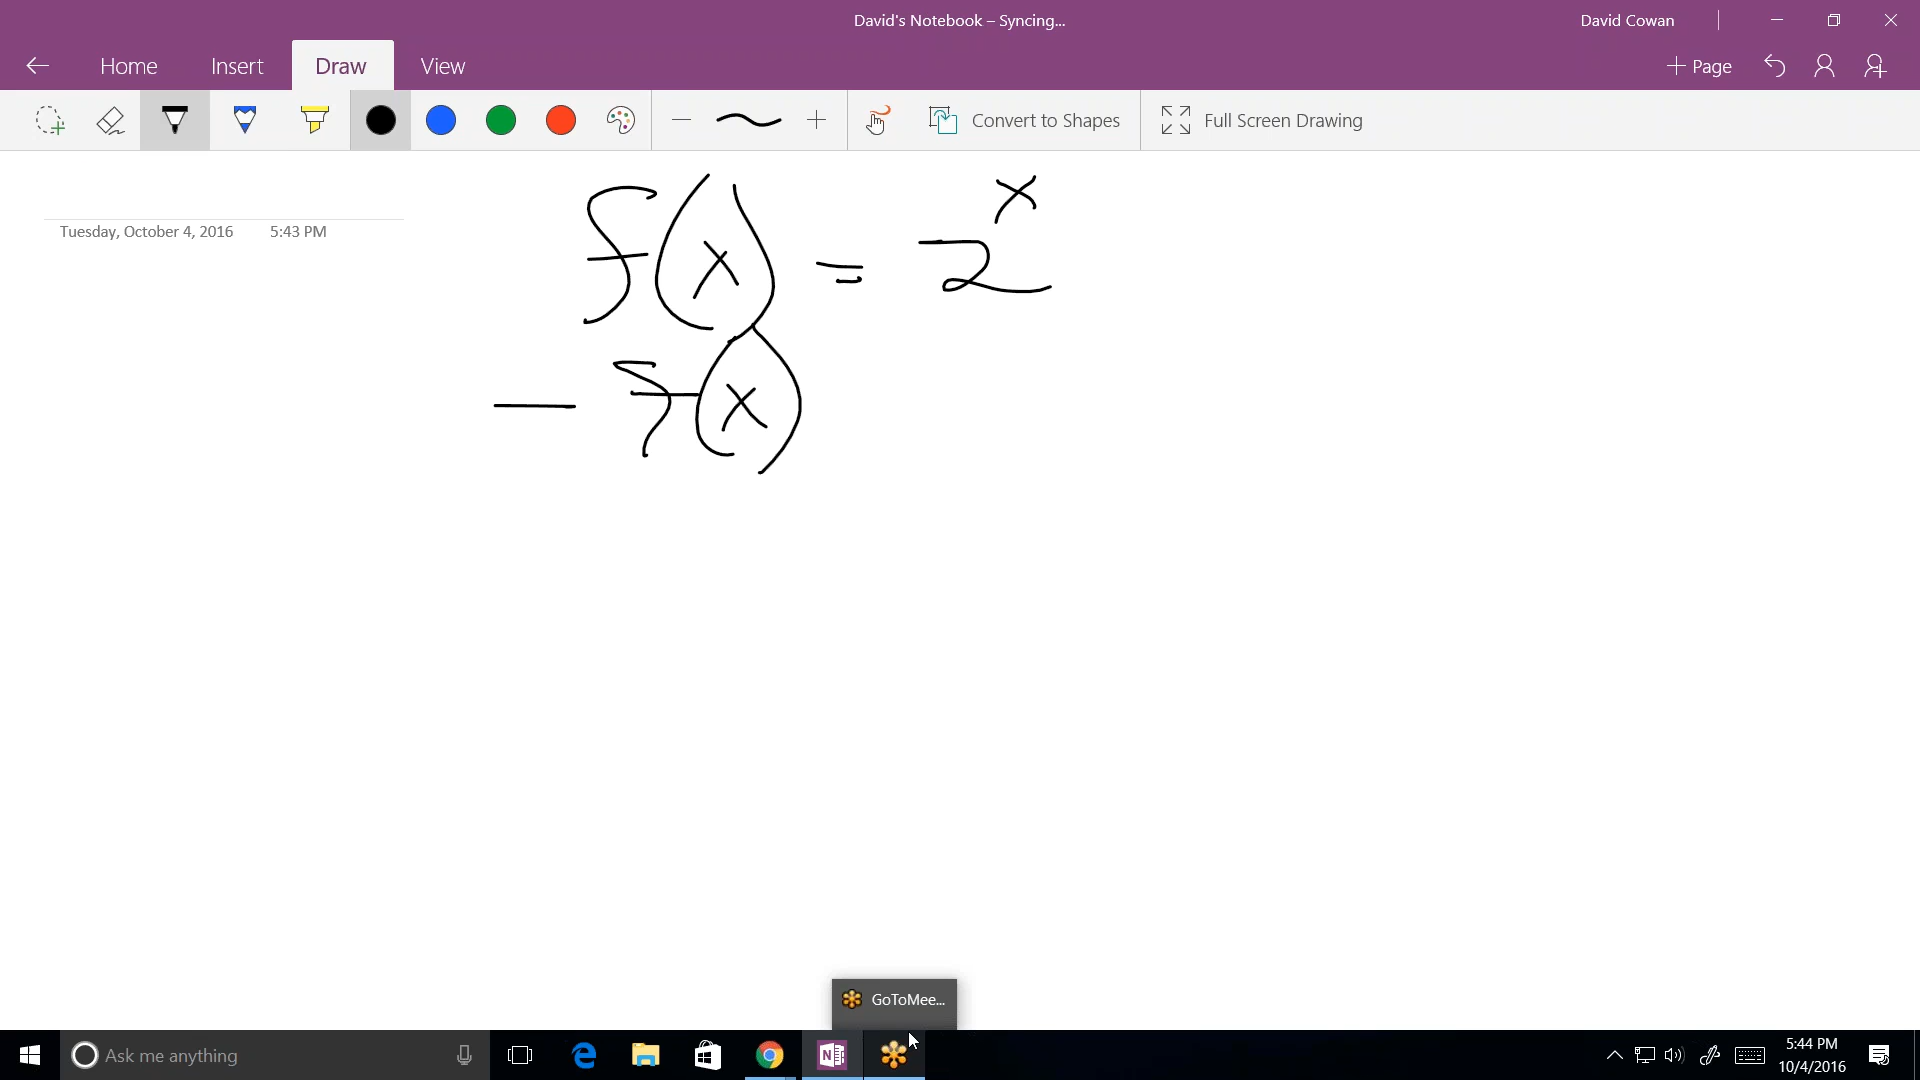 David's Notebook – Syncing...
David Cowan
Home Insert Draw View
Page
Convert to Shapes
Full Screen Drawing
Tuesday, October 4, 2016 5:43 PM
f(x) = 2^x
- f(x)
GoToMee...
Ask me anything
N
5:44 PM
10/4/2016